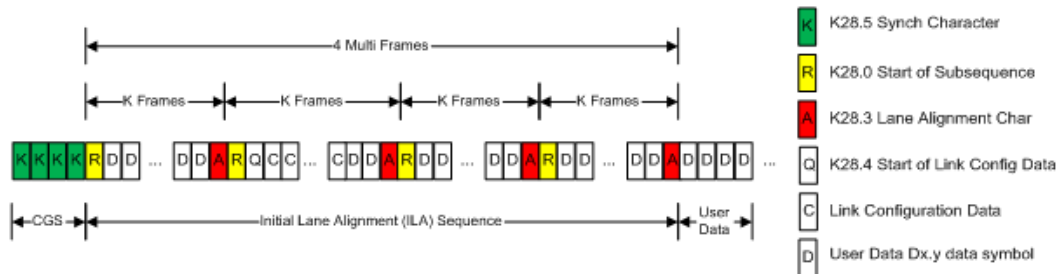 4 Multi Frames
K Frames K Frames K Frames K Frames
K K K K R D D ... D D A R Q C C ... C D D A R D D ... D D A R D D ... D D A D D D D ...
CGS Initial Lane Alignment (ILA) Sequence User Data
K K28.5 Synch Character
R K28.0 Start of Subsequence
A K28.3 Lane Alignment Char
Q K28.4 Start of Link Config Data
C Link Configuration Data
D User Data Dx.y data symbol